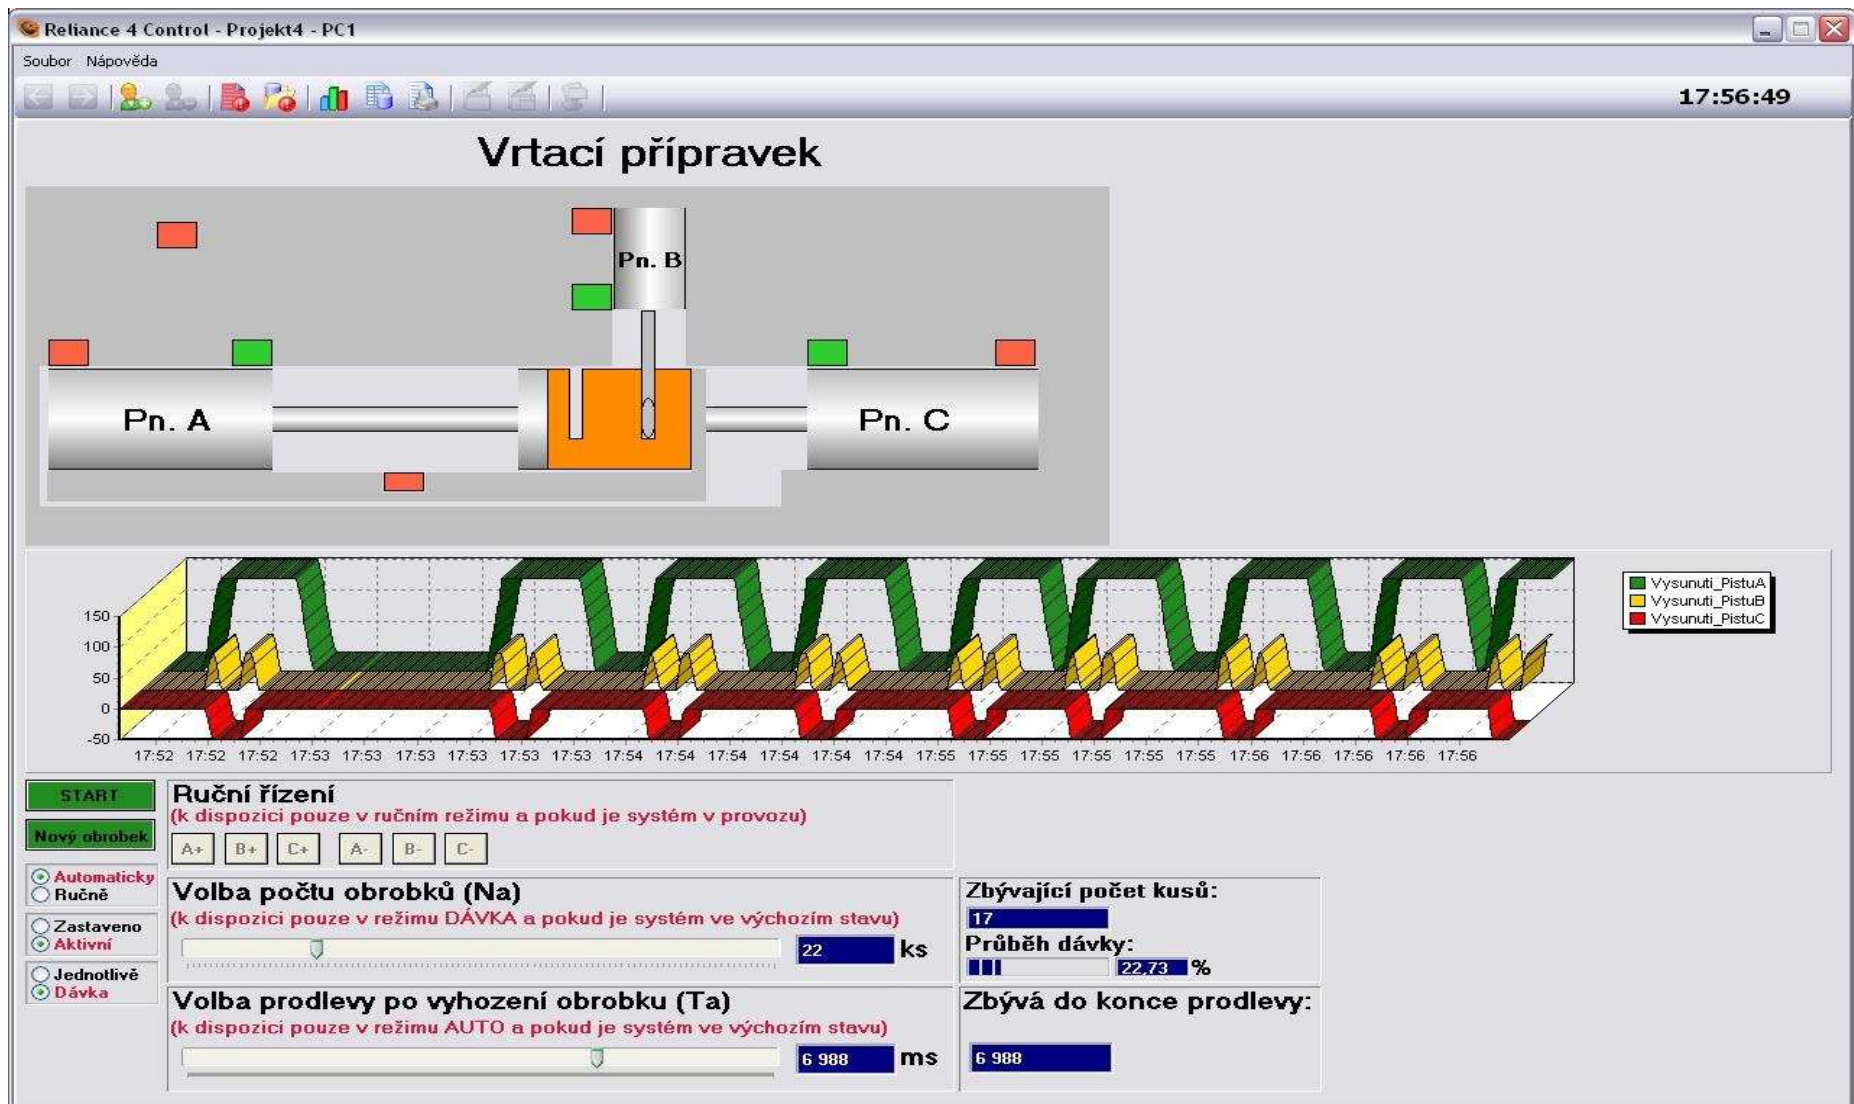 Reliance 4 Control - Projekt4 - PC1
Soubor Nápověda
17:56:49
Vrtací přípravek
Pn. B
Pn. A
Pn. C
150
100
50
0
-50
17:52 17:52 17:52 17:53 17:53 17:53 17:53 17:53 17:53 17:54 17:54 17:54 17:54 17:54 17:54 17:55 17:55 17:55 17:55 17:55 17:55 17:56 17:56 17:56 17:56 17:56
Vysunuti_PistuA
Vysunuti_PistuB
Vysunuti_PistuC
START
Nový obrobek
Automaticky
Ručně
Zastaveno
Aktivní
Jednotlivě
Dávka
Ruční řízení
(k dispozici pouze v ručním režimu a pokud je systém v provozu)
A+ B+ C+ A- B- C-
Volba počtu obrobků (Na)
(k dispozici pouze v režimu DÁVKA a pokud je systém ve výchozím stavu)
22 ks
Zbývající počet kusů:
17
Průběh dávky:
22,73 %
Volba prodlevy po vyhození obrobku (Ta)
(k dispozici pouze v režimu AUTO a pokud je systém ve výchozím stavu)
6 988 ms
Zbývá do konce prodlevy:
6 988